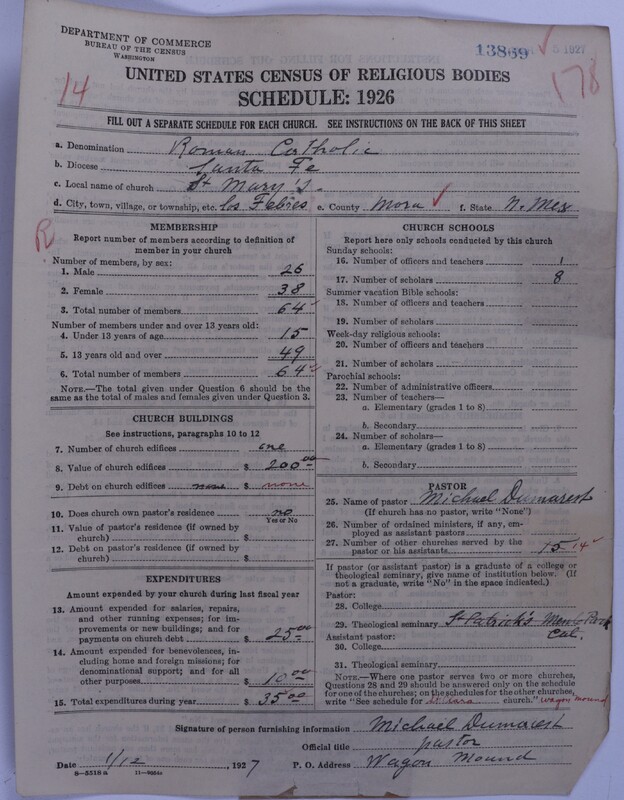 DEPARTMENT OF COMMERCE
BUREAU OF THE CENSUS
WASHINGTON
13869
5 1927
14
178
UNITED STATES CENSUS OF RELIGIOUS BODIES
SCHEDULE: 1926
FILL OUT A SEPARATE SCHEDULE FOR EACH CHURCH. SEE INSTRUCTIONS ON THE BACK OF THIS SHEET
a. Denomination Roman Catholic
b. Diocese Santa Fe
c. Local name of church St Mary's
d. City, town, village, or township, etc. Los Febres e. County Mora f. State N. Mex
R
MEMBERSHIP
Report number of members according to definition of
member in your church
Number of members, by sex:
1. Male 26
2. Female 38
3. Total number of members 64
Number of members under and over 13 years old:
4. Under 13 years of age 15
5. 13 years old and over 49
6. Total number of members 64
NOTE.—The total given under Question 6 should be
same as the total of males and females given under Question 3.
CHURCH BUILDINGS
See instructions, paragraphs 10 to 12
7. Number of church edifices one
8. Value of church edifices $ 200.00
9. Debt on church edifices none $ none
10. Does church own pastor's residence no
Yes or No
11. Value of pastor's residence (if owned by
church) $
12. Debt on pastor's residence (if owned by
church) $
EXPENDITURES
Amount expended by your church during last fiscal year
13. Amount expended for salaries, repairs,
and other running expenses; for im-
provements or new buildings; and for
payments on church debt $ 25.00
14. Amount expended for benevolences, in-
cluding home and foreign missions; for
denominational support; and for all
other purposes $ 10.00
15. Total expenditures during year $ 35.00
CHURCH SCHOOLS
Report here only schools conducted by this church
Sunday schools:
16. Number of officers and teachers 1
17. Number of scholars 8
Summer vacation Bible schools:
18. Number of officers and teachers
19. Number of scholars
Week-day religious schools:
20. Number of officers and teachers
21. Number of scholars
Parochial schools:
22. Number of administrative officers
23. Number of teachers—
a. Elementary (grades 1 to 8)
b. Secondary
24. Number of scholars—
a. Elementary (grades 1 to 8)
b. Secondary
PASTOR
25. Name of pastor Michael Dumarest
(If church has no pastor, write "None")
26. Number of ordained ministers, if any, em-
ployed as assistant pastors
27. Number of other churches served by the
pastor or his assistants 15 14
If pastor (or assistant pastor) is a graduate of a college or
theological seminary, give name of institution below. (If
not a graduate, write "No" in the space indicated.)
Pastor:
28. College
29. Theological seminary St Patrick's Menlo Park
Cal.
Assistant pastor:
30. College
31. Theological seminary
NOTE.—Where one pastor serves two or more churches,
Questions 28 and 29 should be answered only on the schedule
for one of the churches; on the schedules for the other churches,
write "See schedule for St Clara church." Wagon Mound
Signature of person furnishing information Michael Dumarest
Official title pastor
Date 1/12, 1927 P. O. Address Wagon Mound
8—5518 a